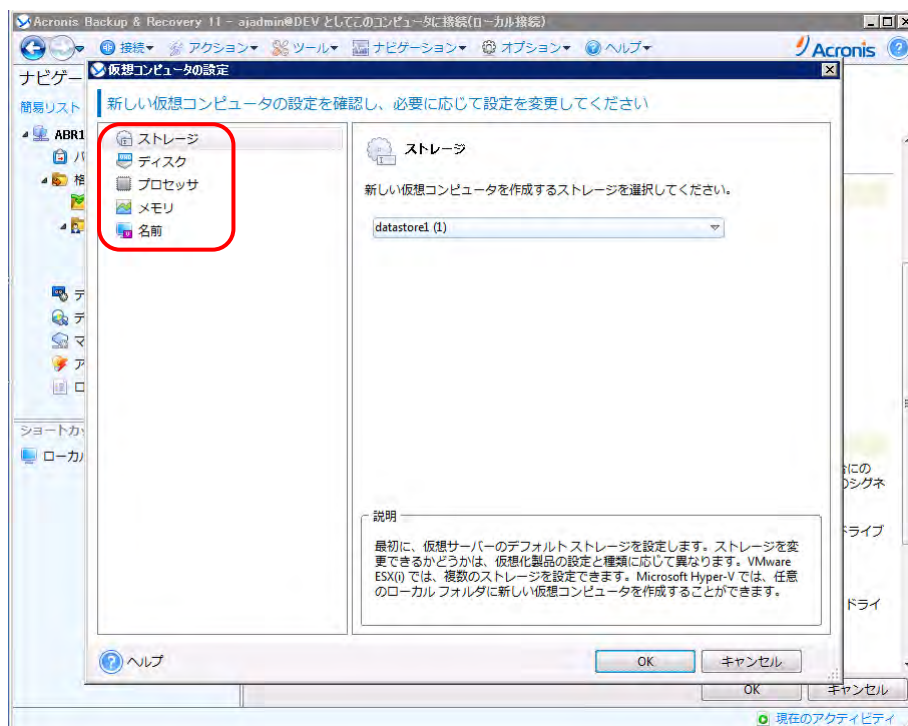 Acronis Backup & Recovery 11 - ajadmin@DEV としてこのコンピュータに接続(ローカル接続)
接続 アクション ツール ナビゲーション オプション ヘルプ Acronis
ナビゲー
簡易リスト
ABR1
バ
格
デ
デ
マ
ア
ロ
ショートカッ
ローカル
仮想コンピュータの設定
新しい仮想コンピュータの設定を確認し、必要に応じて設定を変更してください
ストレージ
ディスク
プロセッサ
メモリ
名前
ストレージ
新しい仮想コンピュータを作成するストレージを選択してください。
datastore1 (1)
説明
最初に、仮想サーバーのデフォルト ストレージを設定します。ストレージを変
更できるかどうかは、仮想化製品の設定と種類に応じて異なります。VMware
ESX(i) では、複数のストレージを設定できます。Microsoft Hyper-V では、任意
のローカル フォルダに新しい仮想コンピュータを作成することができます。
ヘルプ
OK キャンセル
にの
のシグネ
ドライブ
ドライ
OK キャンセル
現在のアクティビティ